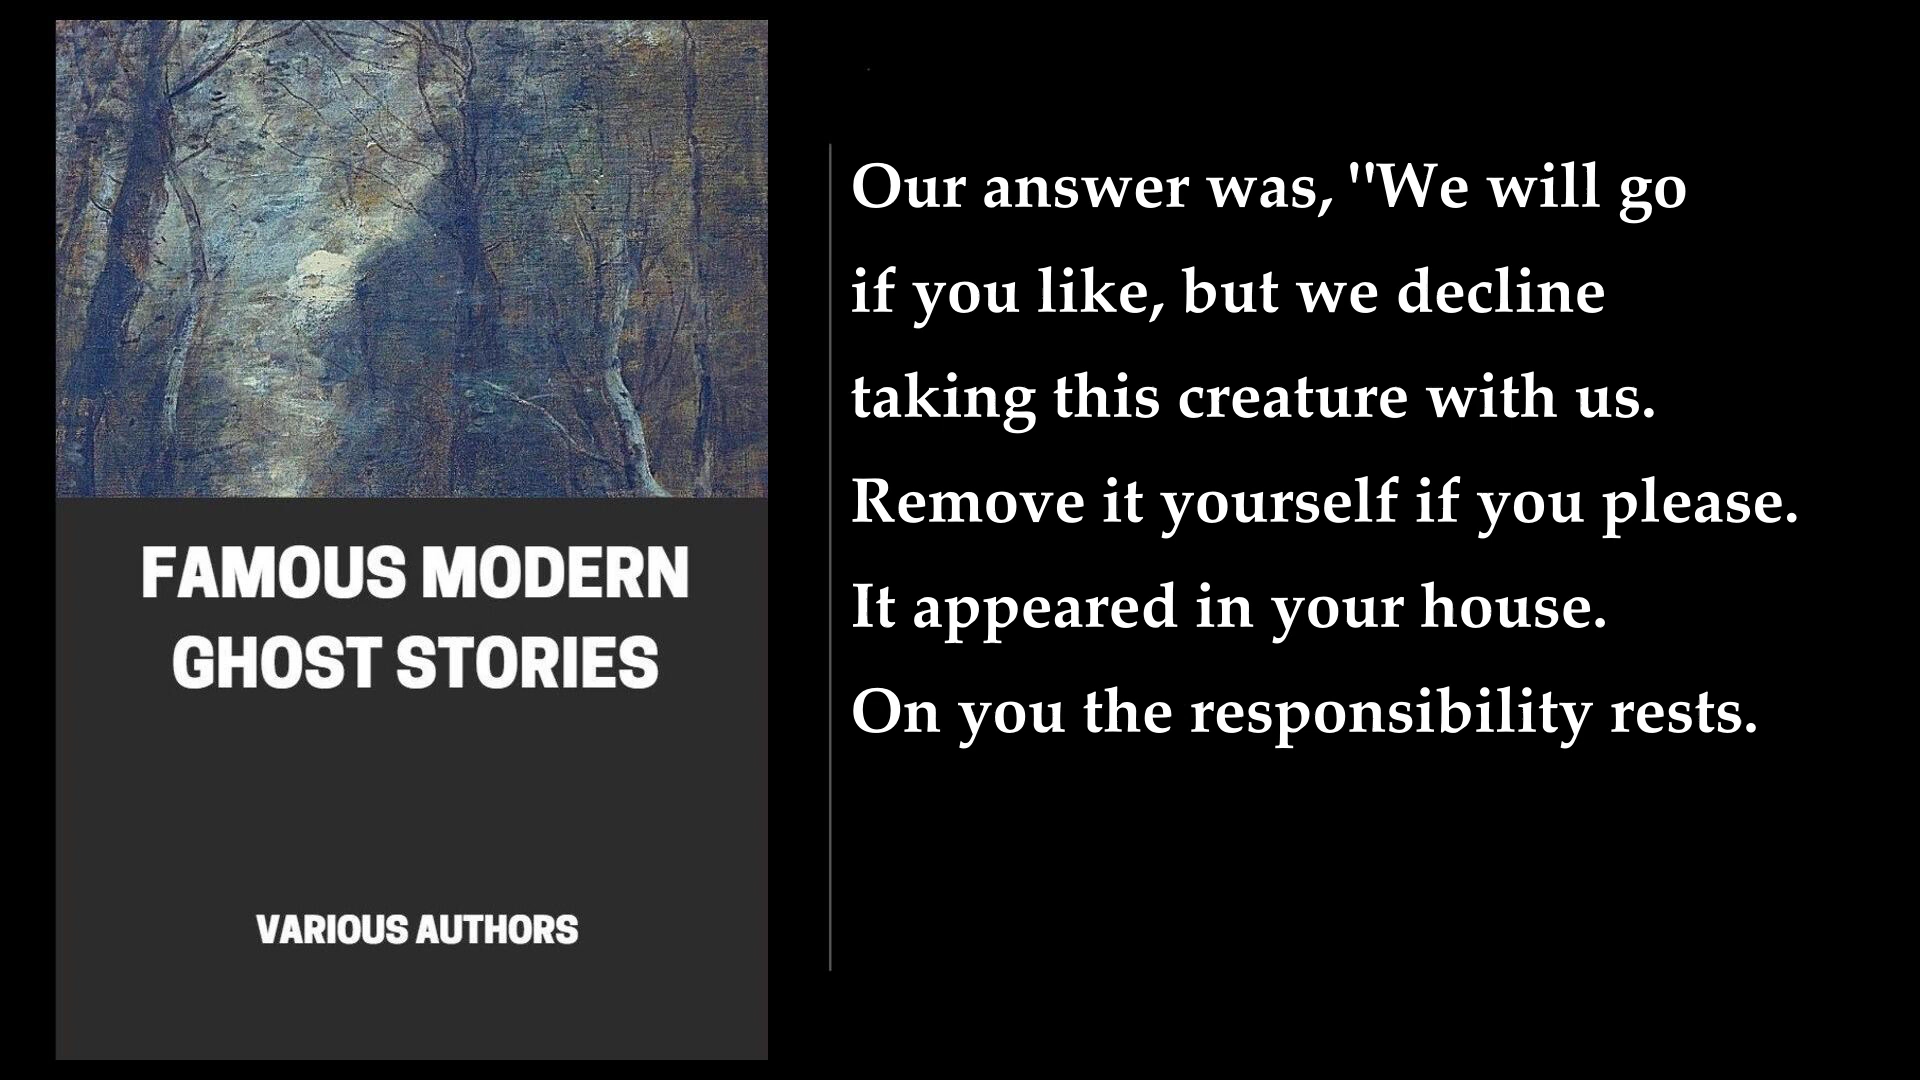 FAMOUS MODERN
GHOST STORIES
VARIOUS AUTHORS
Our answer was, "We will go
if you like, but we decline
taking this creature with us.
Remove it yourself if you please.
It appeared in your house.
On you the responsibility rests.